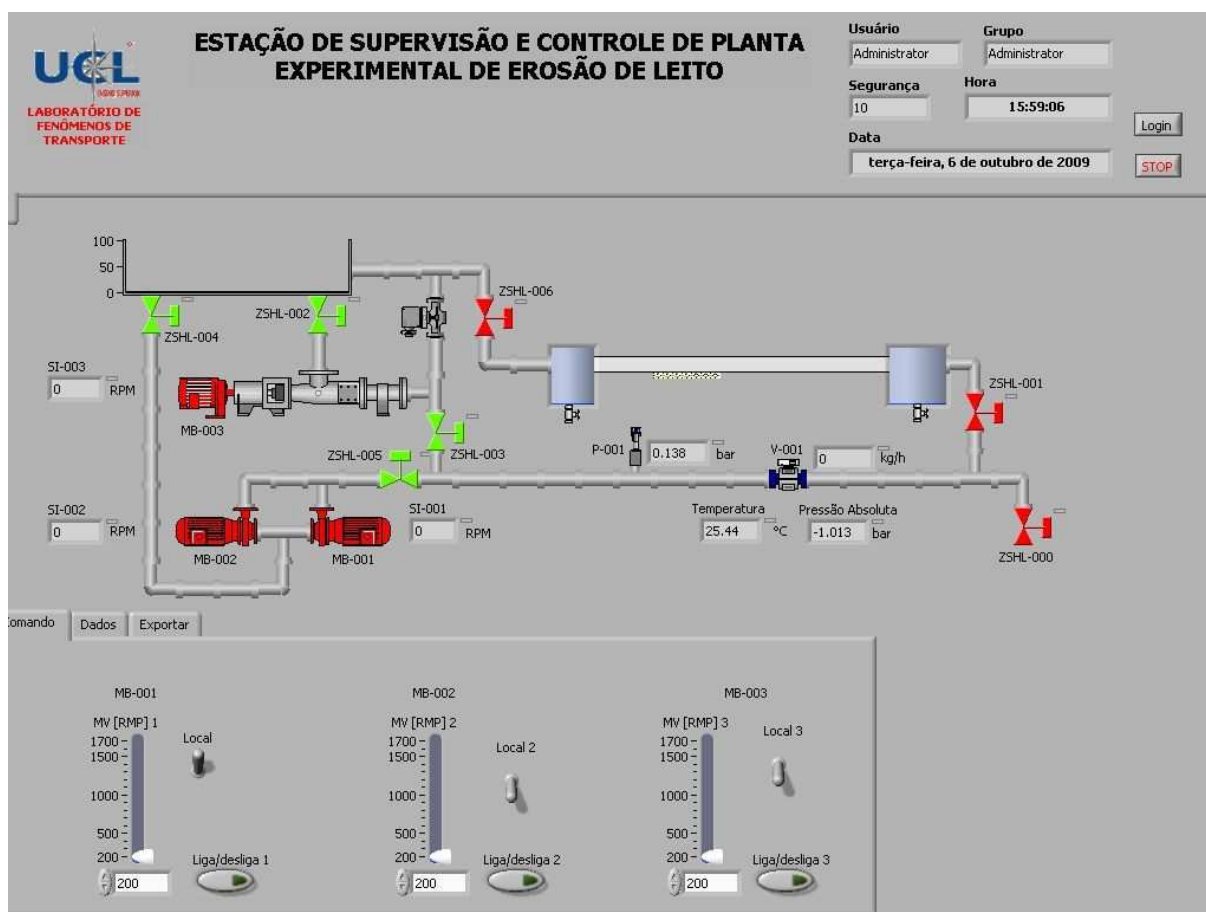 UCL
LABORATÓRIO DE
FENÔMENOS DE
TRANSPORTE
ESTAÇÃO DE SUPERVISÃO E CONTROLE DE PLANTA
EXPERIMENTAL DE EROSÃO DE LEITO
Usuário
Grupo
Administrator
Administrator
Segurança
Hora
10
15:59:06
Login
Data
terça-feira, 6 de outubro de 2009
STOP
100
50
0
ZSHL-004
ZSHL-002
ZSHL-006
SI-003
0 RPM
MB-003
ZSHL-001
ZSHL-005
ZSHL-003
P-001
0.138 bar
V-001
0 kg/h
SI-002
0 RPM
SI-001
0 RPM
Temperatura
25.44 °C
Pressão Absoluta
-1.013 bar
MB-002
MB-001
ZSHL-000
omando
Dados
Exportar
MB-001
MV [RMP] 1
Local
1700
1500
1000
500
200
Liga/desliga 1
200
MB-002
MV [RMP] 2
Local 2
1700
1500
1000
500
200
Liga/desliga 2
200
MB-003
MV [RMP] 3
Local 3
1700
1500
1000
500
200
Liga/desliga 3
200